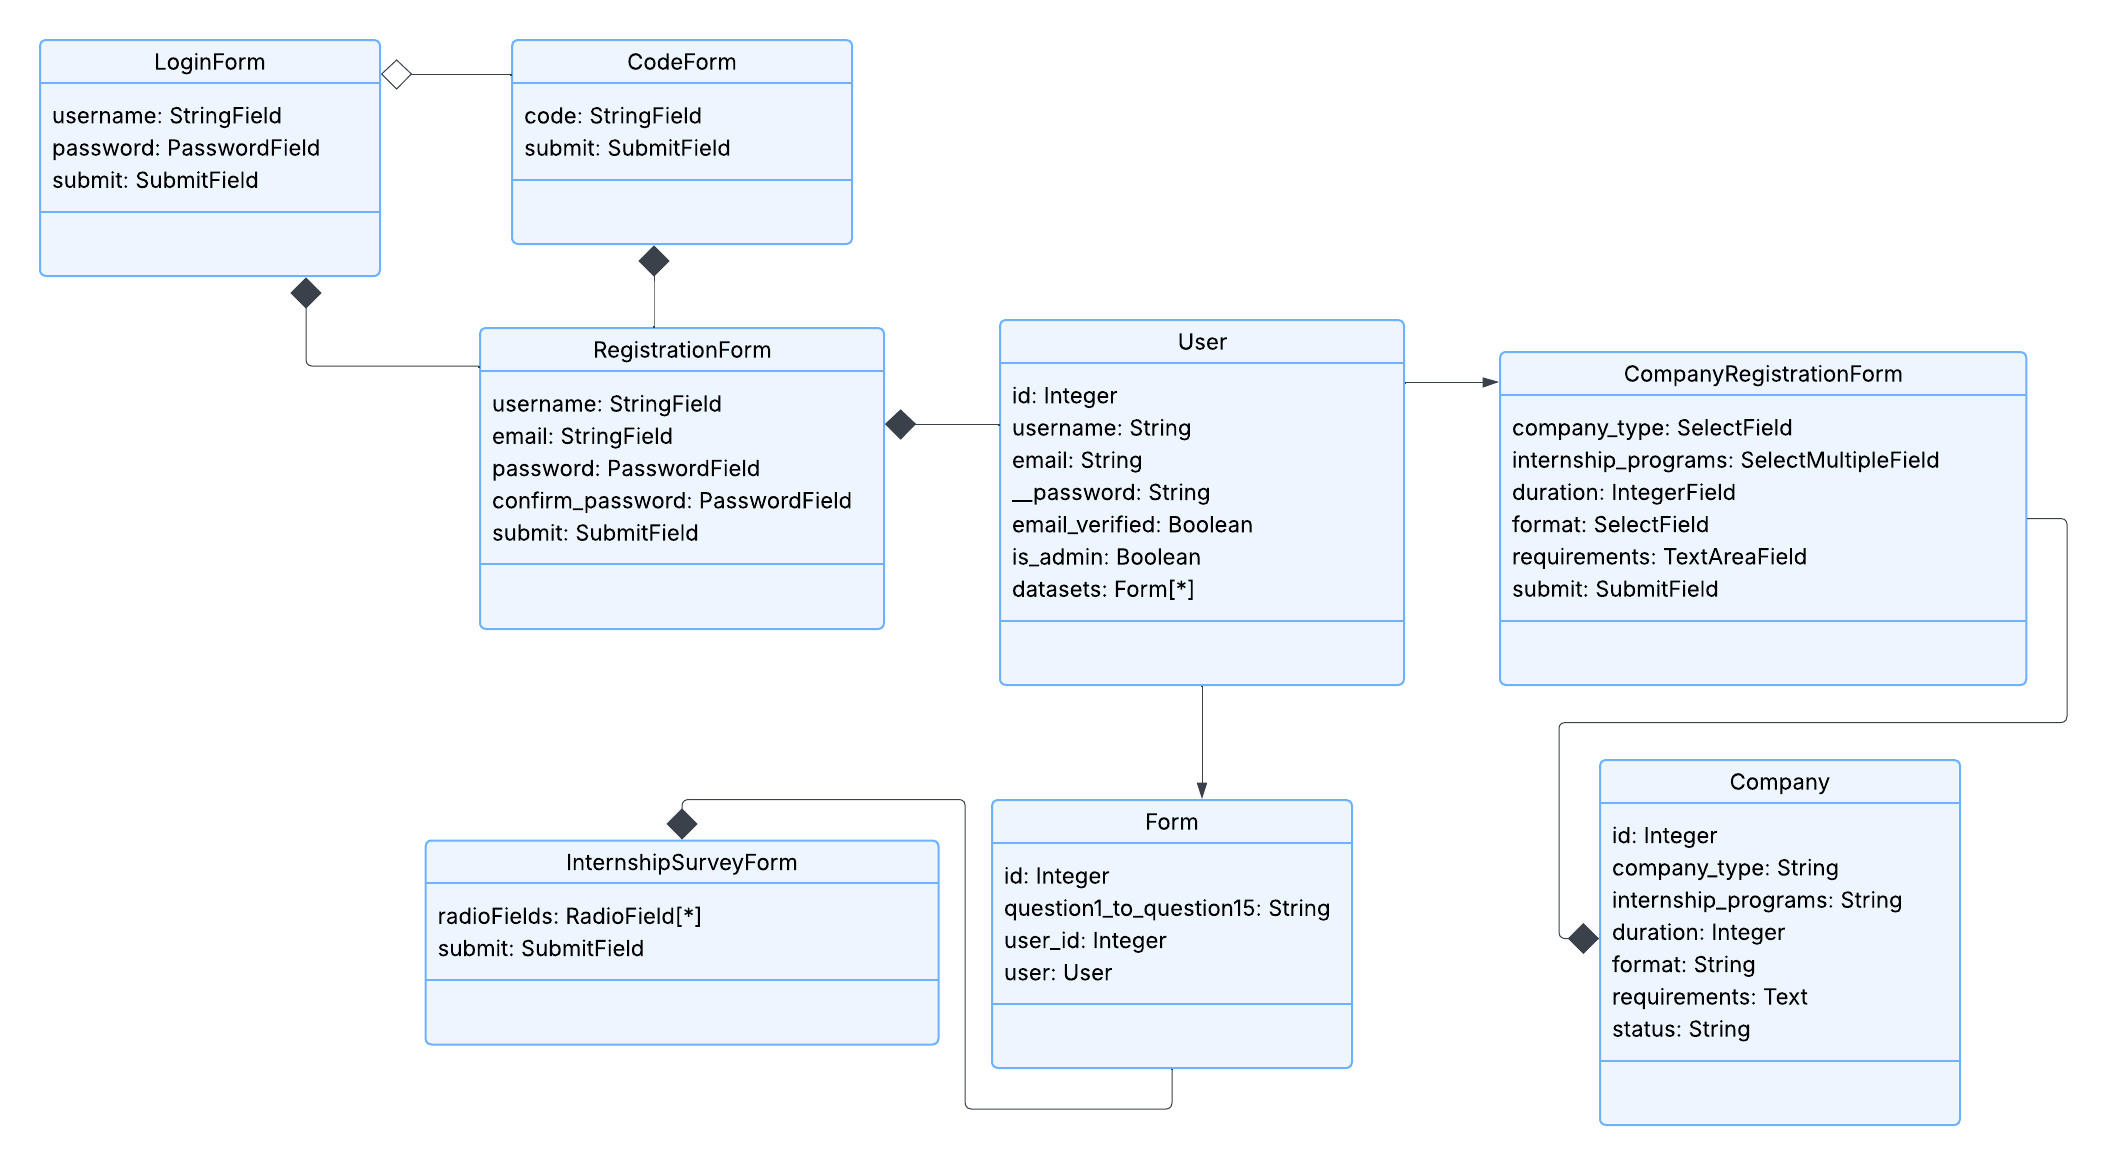 LoginForm
username: StringField
password: PasswordField
submit: SubmitField
CodeForm
code: StringField
submit: SubmitField
RegistrationForm
username: StringField
email: StringField
password: PasswordField
confirm_password: PasswordField
submit: SubmitField
User
id: Integer
username: String
email: String
__password: String
email_verified: Boolean
is_admin: Boolean
datasets: Form[*]
CompanyRegistrationForm
company_type: SelectField
internship_programs: SelectMultipleField
duration: IntegerField
format: SelectField
requirements: TextAreaField
submit: SubmitField
InternshipSurveyForm
radioFields: RadioField[*]
submit: SubmitField
Form
id: Integer
question1_to_question15: String
user_id: Integer
user: User
Company
id: Integer
company_type: String
internship_programs: String
duration: Integer
format: String
requirements: Text
status: String